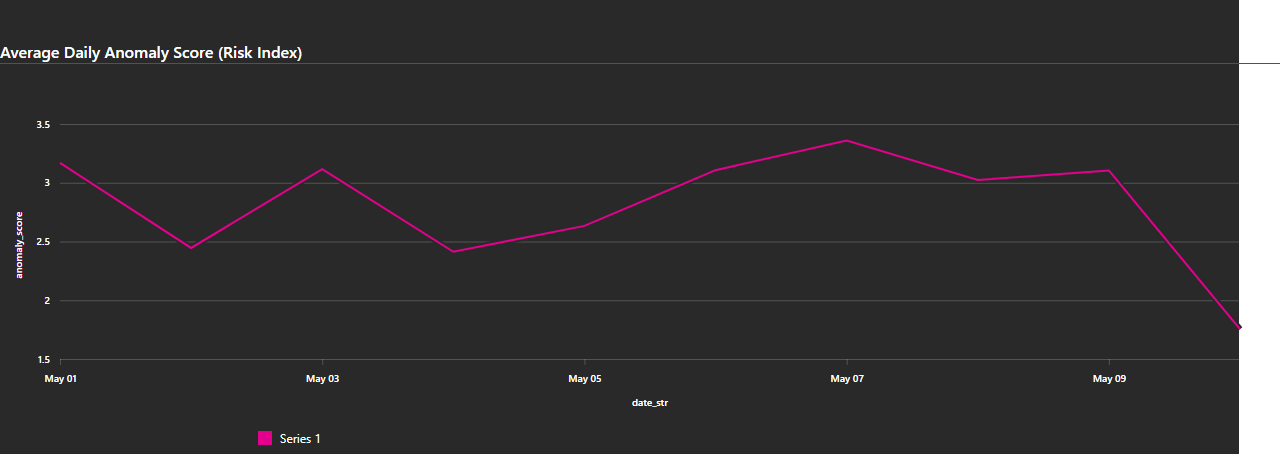 Average Daily Anomaly Score (Risk Index)
3.5
3
2.5
2
1.5
anomaly_score
May 01 May 03 May 05 May 07 May 09
date_str
Series 1